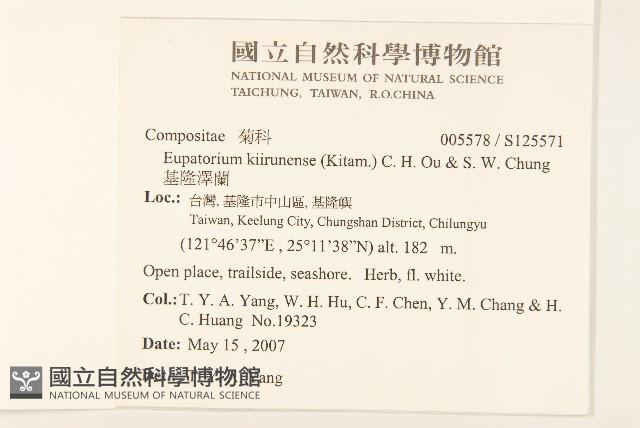 國立自然科學博物館
NATIONAL MUSEUM OF NATURAL SCIENCE
TAICHUNG, TAIWAN, R.O.CHINA
Compositae 菊科 005578 / S125571
Eupatorium kiirunense (Kitam.) C. H. Ou & S. W. Chung
基隆澤蘭
Loc.: 台灣, 基隆市中山區, 基隆嶼
Taiwan, Keelung City, Chungshan District, Chilungyu
(121°46'37”E , 25°11'38”N) alt. 182 m.
Open place, trailside, seashore. Herb, fl. white.
Col.: T. Y. A. Yang, W. H. Hu, C. F. Chen, Y. M. Chang & H.
C. Huang No.19323
Date: May 15 , 2007
國立自然科學博物館
NATIONAL MUSEUM OF NATURAL SCIENCE